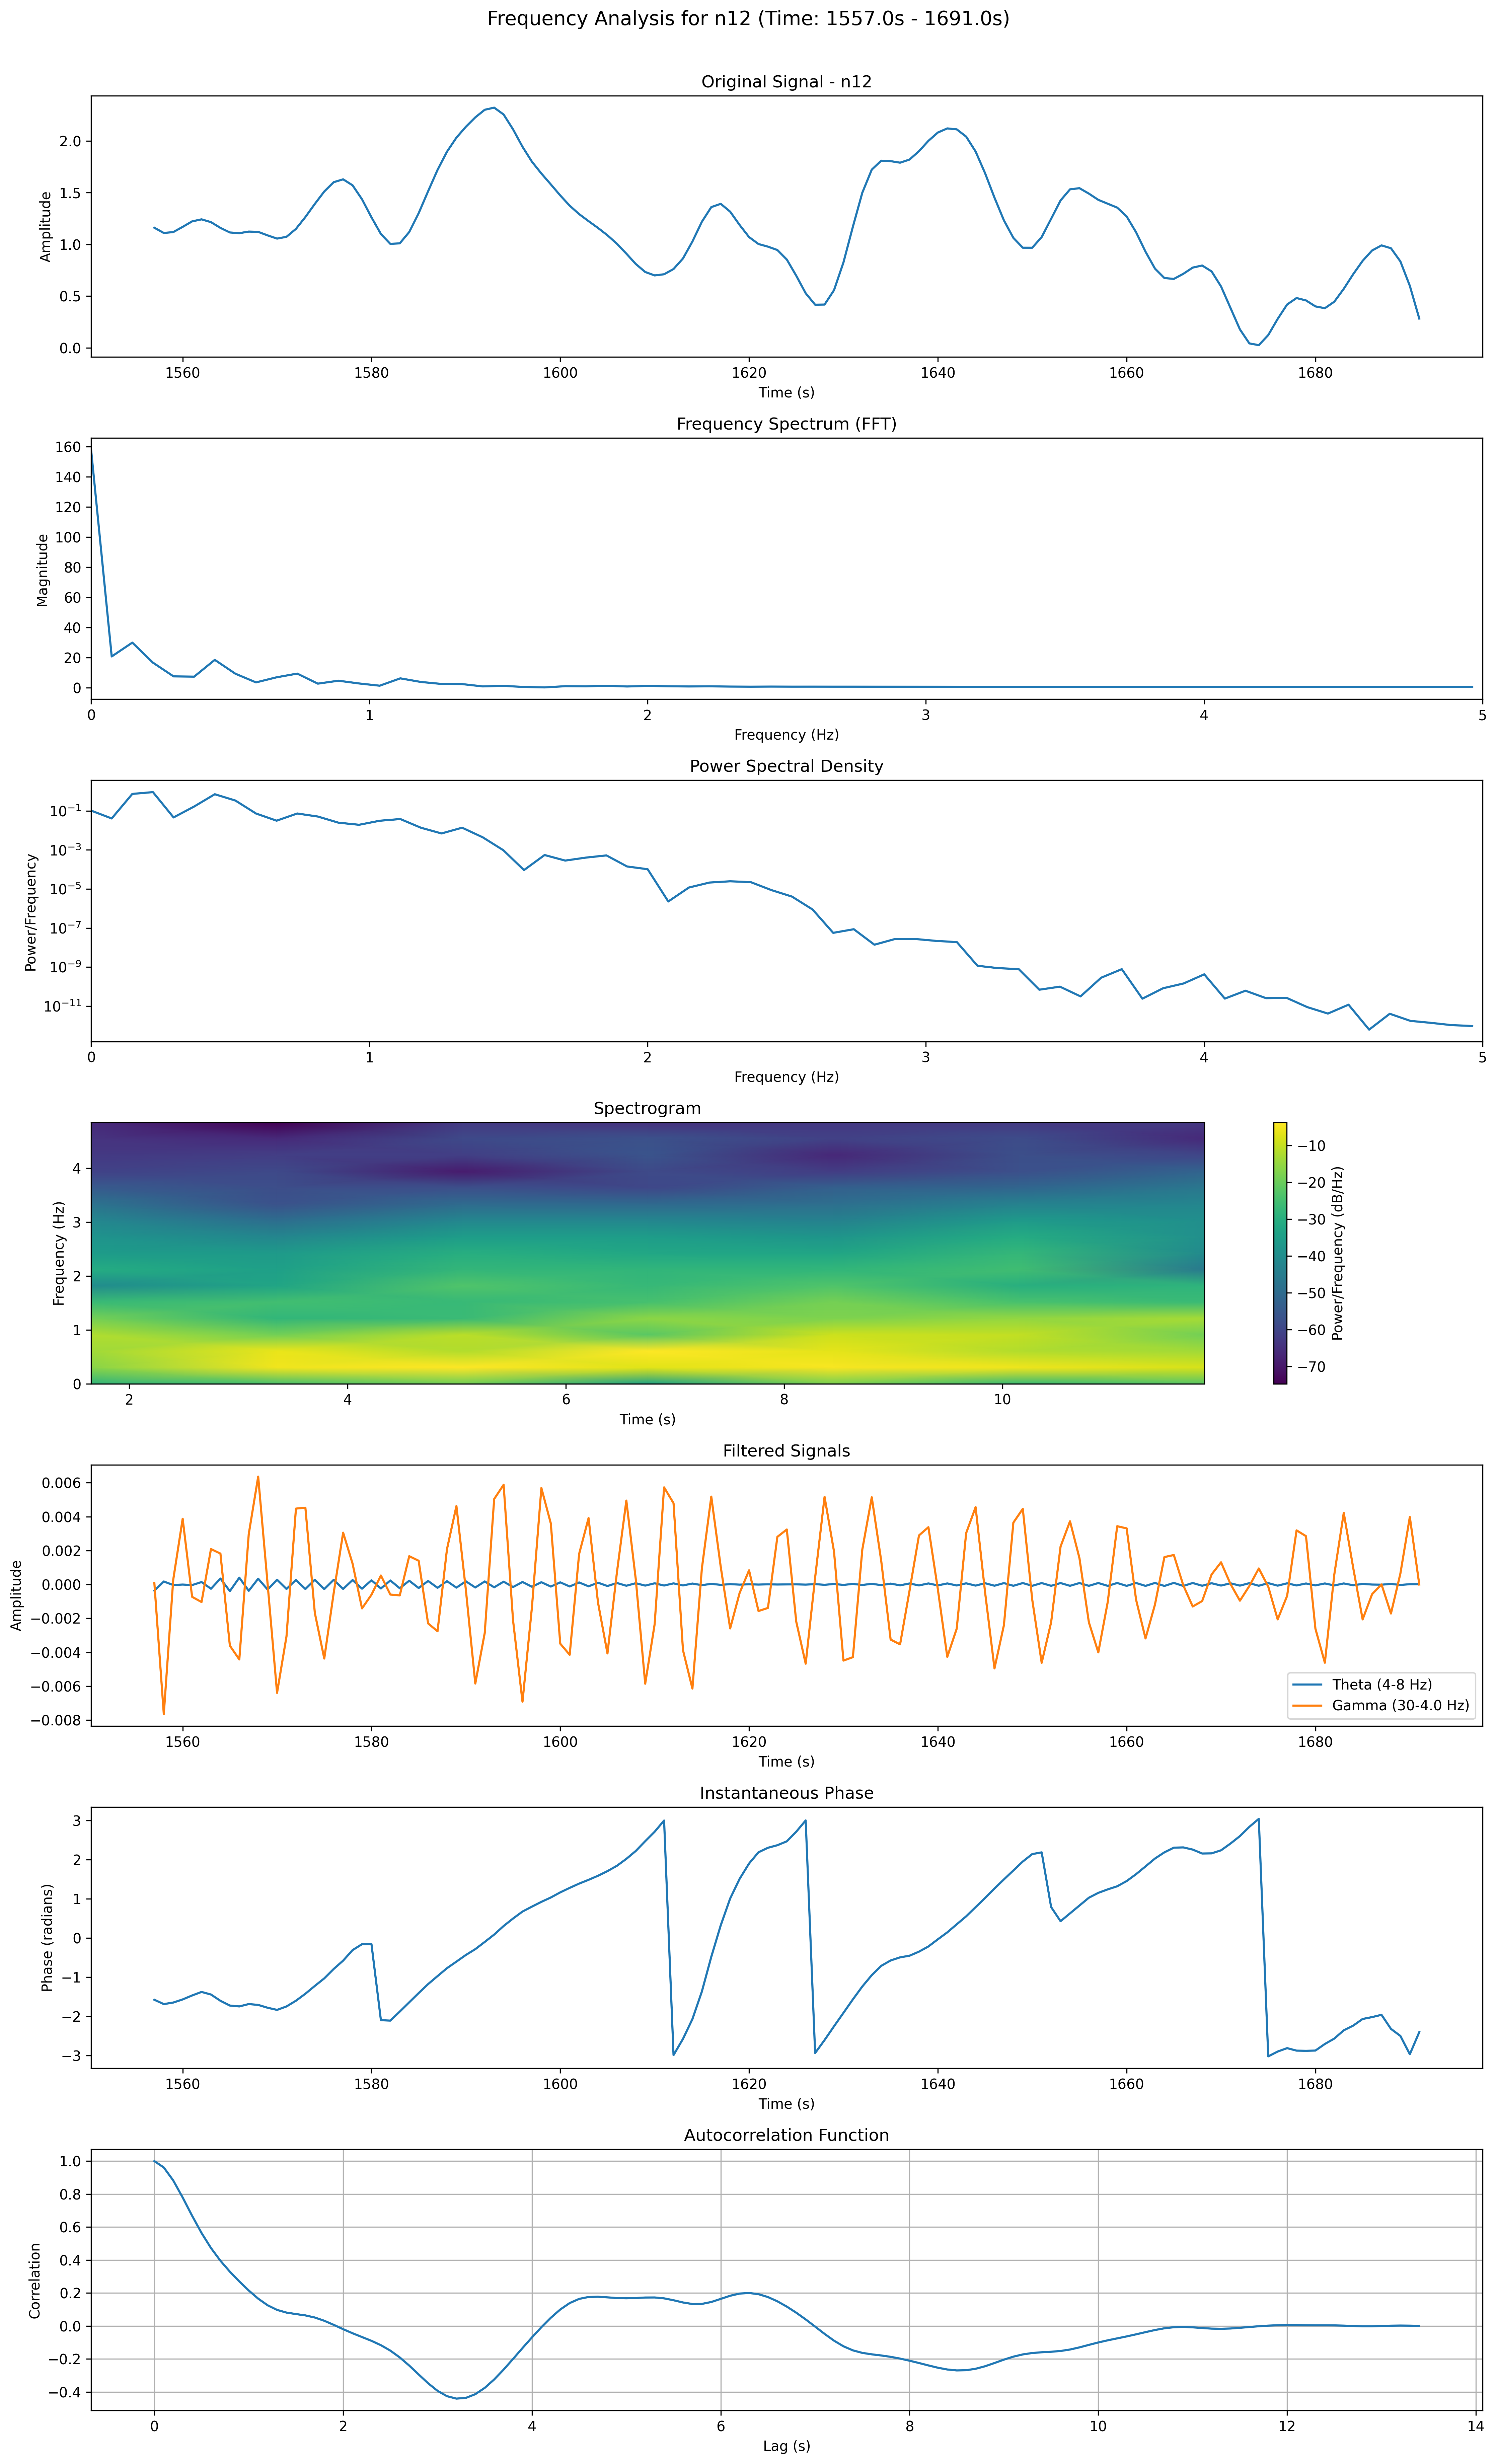 Frequency Analysis for n12 (Time: 1557.0s - 1691.0s)
Original Signal - n12
Amplitude
2.0
1.5
1.0
0.5
0.0
1560 1580 1600 1620 1640 1660 1680
Time (s)
Frequency Spectrum (FFT)
Magnitude
160
140
120
100
80
60
40
20
0
0 1 2 3 4 5
Frequency (Hz)
Power Spectral Density
Power/Frequency
10⁻¹
10⁻³
10⁻⁵
10⁻⁷
10⁻⁹
10⁻¹¹
0 1 2 3 4 5
Frequency (Hz)
Spectrogram
Frequency (Hz)
4
3
2
1
0
2 4 6 8 10
Time (s)
−10
−20
−30
−40
−50
−60
−70
Power/Frequency (dB/Hz)
Filtered Signals
Amplitude
0.006
0.004
0.002
0.000
−0.002
−0.004
−0.006
−0.008
Theta (4-8 Hz)
Gamma (30-4.0 Hz)
1560 1580 1600 1620 1640 1660 1680
Time (s)
Instantaneous Phase
Phase (radians)
3
2
1
0
−1
−2
−3
1560 1580 1600 1620 1640 1660 1680
Time (s)
Autocorrelation Function
Correlation
1.0
0.8
0.6
0.4
0.2
0.0
−0.2
−0.4
0 2 4 6 8 10 12 14
Lag (s)